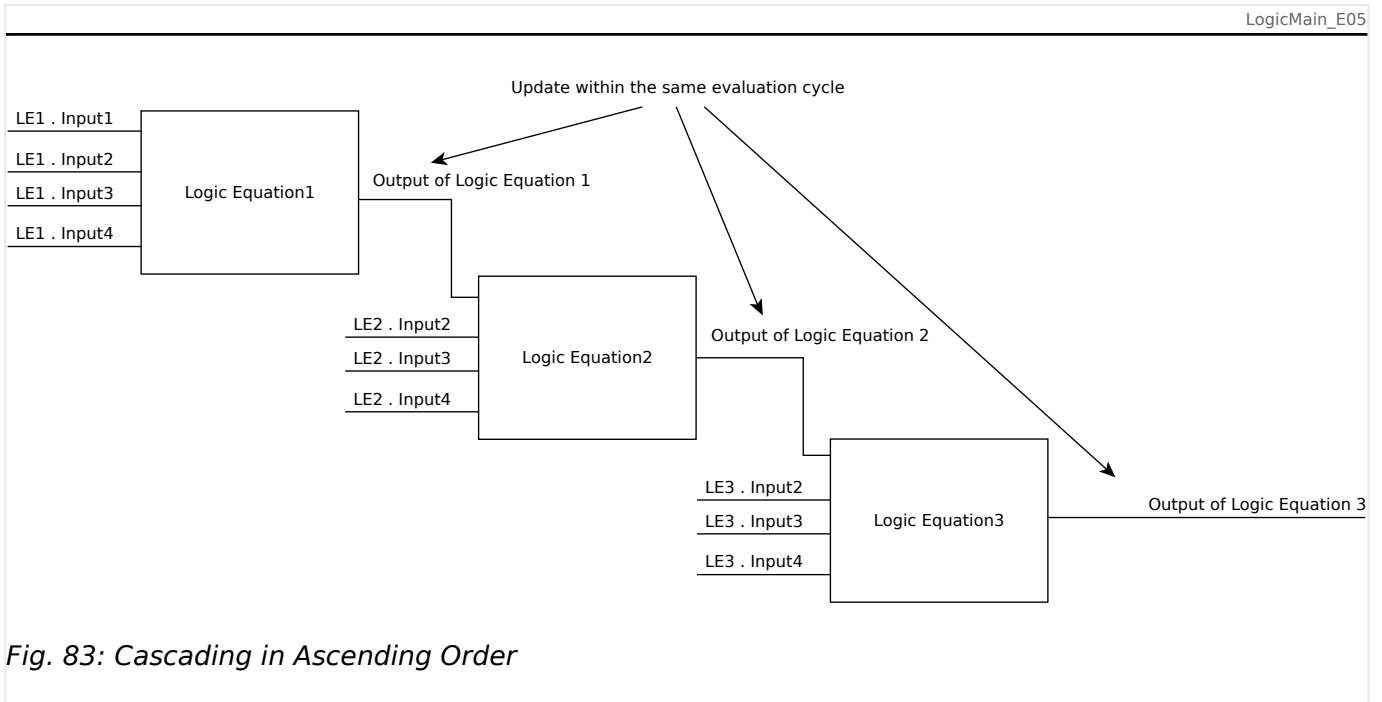 LogicMain_E05
Update within the same evaluation cycle
LE1 . Input1
LE1 . Input2
LE1 . Input3
LE1 . Input4
Logic Equation1
Output of Logic Equation 1
LE2 . Input2
LE2 . Input3
LE2 . Input4
Logic Equation2
Output of Logic Equation 2
LE3 . Input2
LE3 . Input3
LE3 . Input4
Logic Equation3
Output of Logic Equation 3
Fig. 83: Cascading in Ascending Order